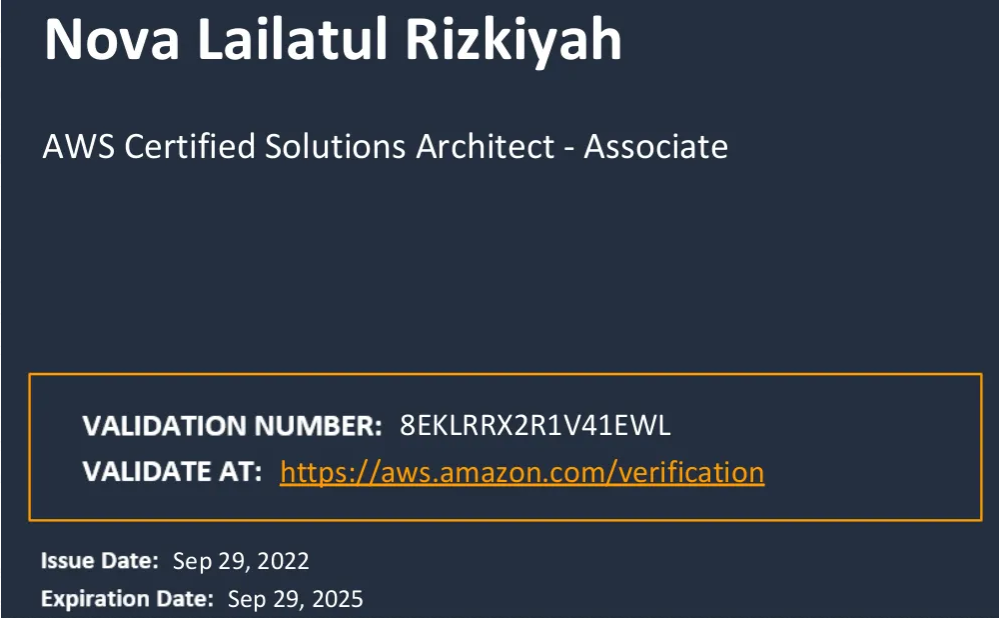 Nova Lailatul Rizkiyah
AWS Certified Solutions Architect - Associate
VALIDATION NUMBER: 8EKLRRX2R1V41EWL
VALIDATE AT: https://aws.amazon.com/verification
Issue Date: Sep 29, 2022
Expiration Date: Sep 29, 2025